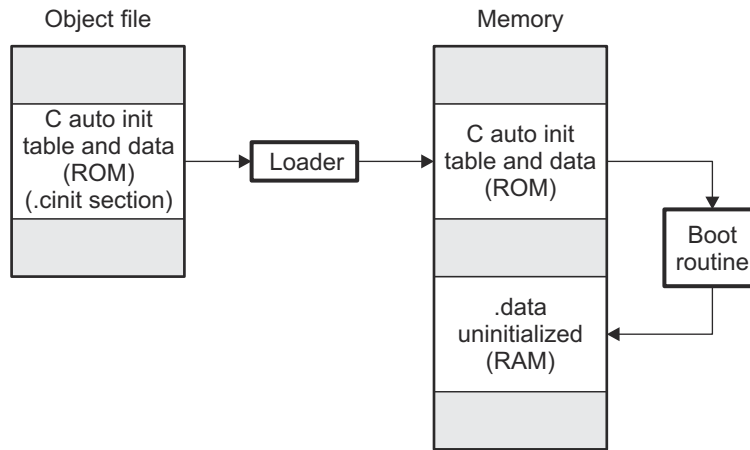 Object file
Memory
C auto init
table and data
(ROM)
(.cinit section)
Loader
C auto init
table and data
(ROM)
Boot
routine
.data
uninitialized
(RAM)